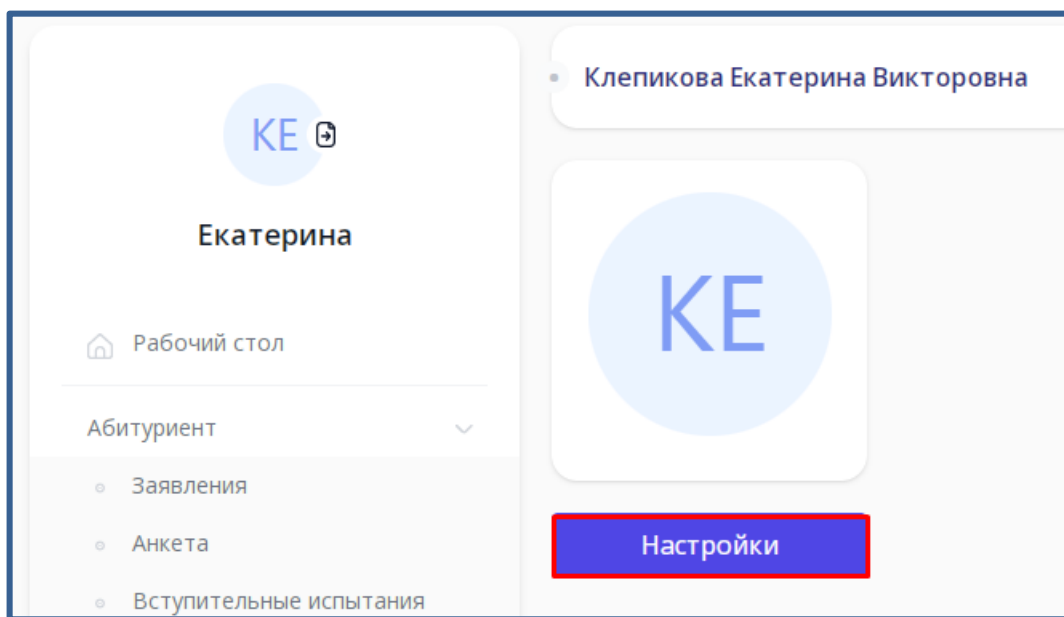 КЕ
Екатерина
Рабочий стол
Абитуриент
Заявления
Анкета
Вступительные испытания
Клепикова Екатерина Викторовна
КЕ
Настройки